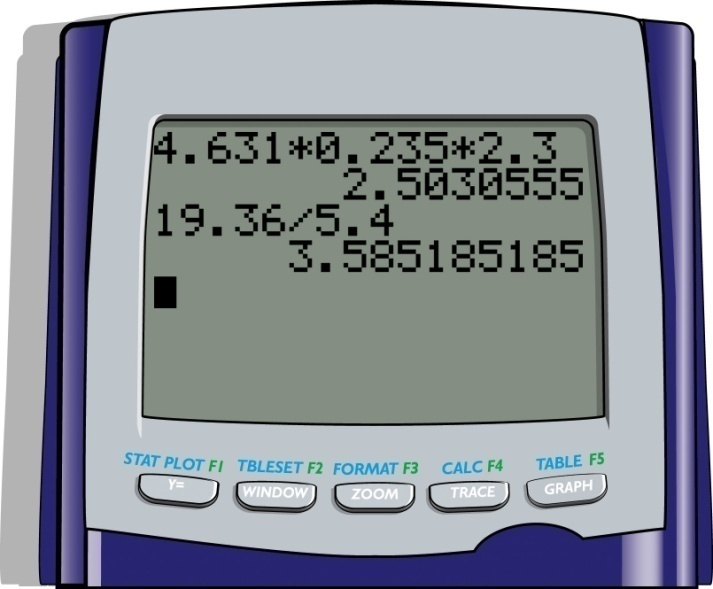 4.631*0.235*2.3
2.5030555
19.36/5.4
3.585185185
STAT PLOT F1 TBLESET F2 FORMAT F3 CALC F4 TABLE F5
Y= WINDOW ZOOM TRACE GRAPH